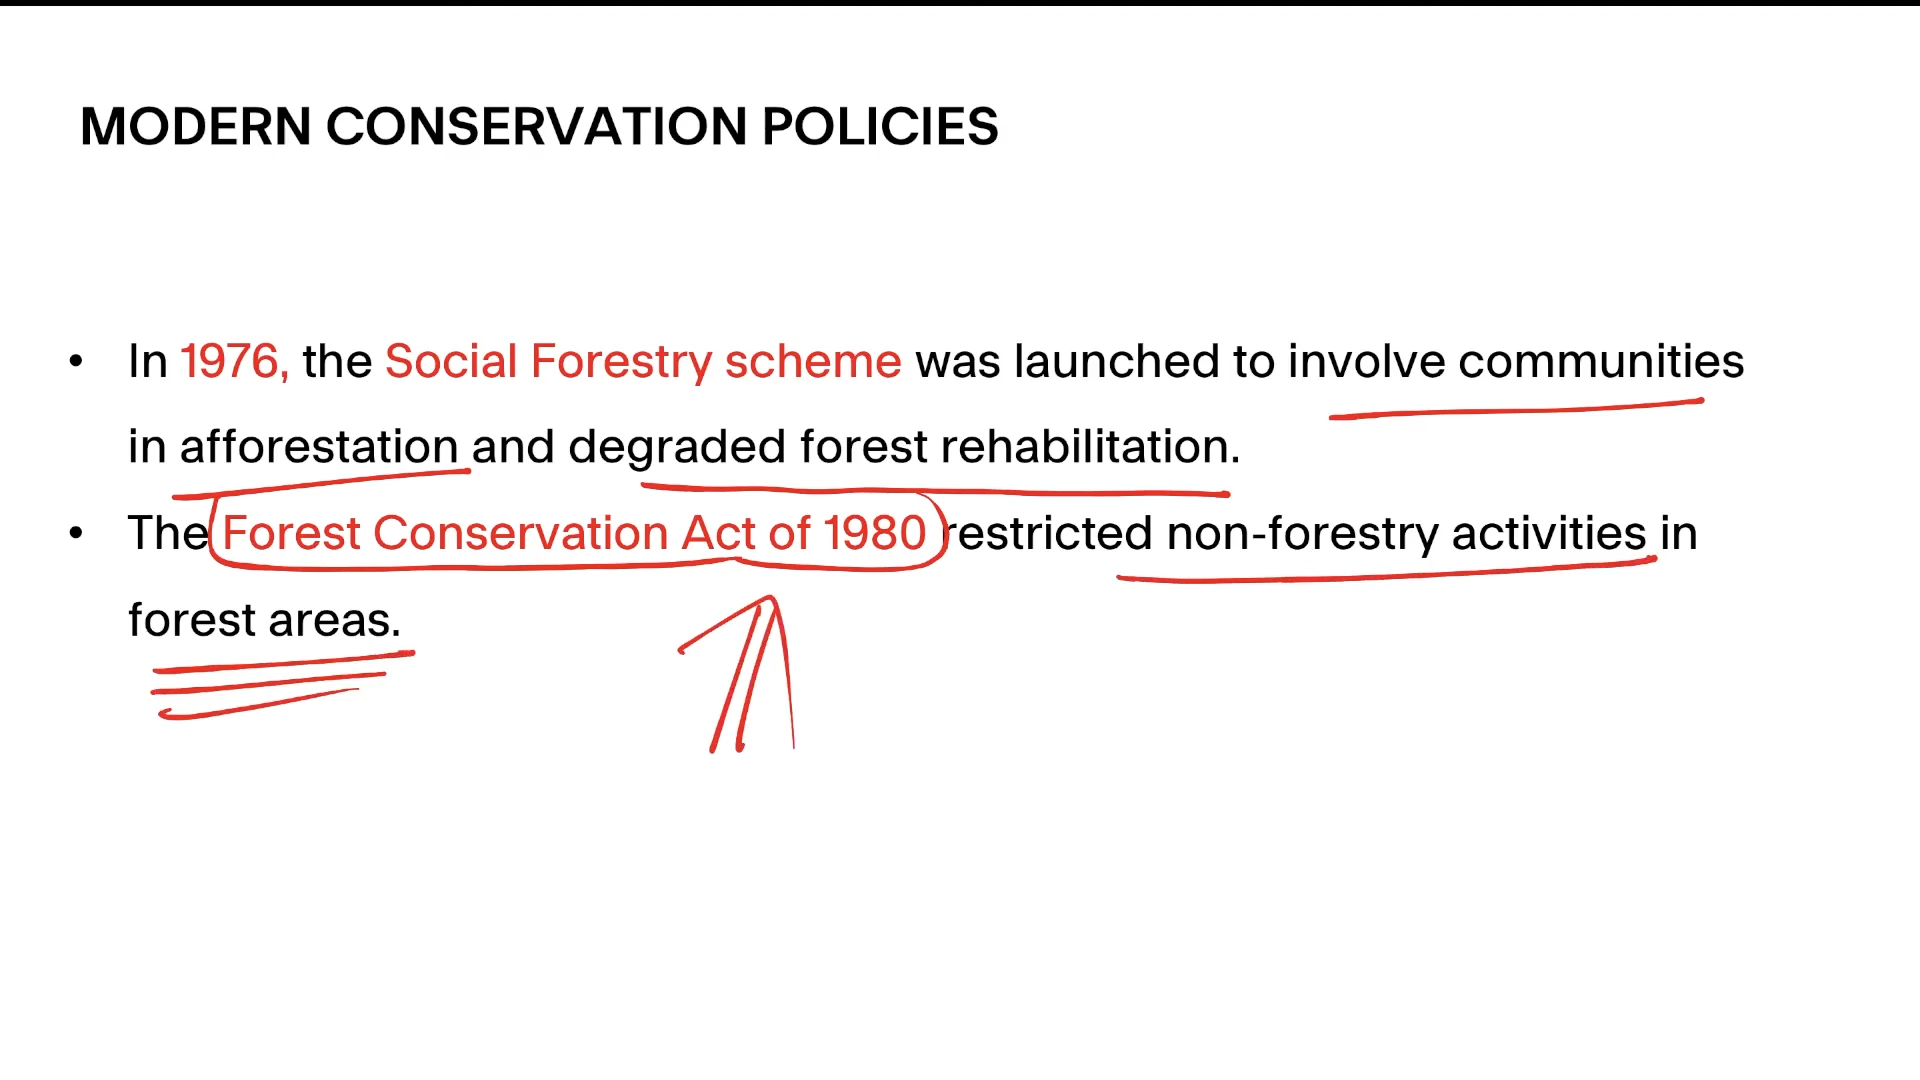 MODERN CONSERVATION POLICIES
• In 1976, the Social Forestry scheme was launched to involve communities
in afforestation and degraded forest rehabilitation.
• The Forest Conservation Act of 1980 restricted non-forestry activities in
forest areas.